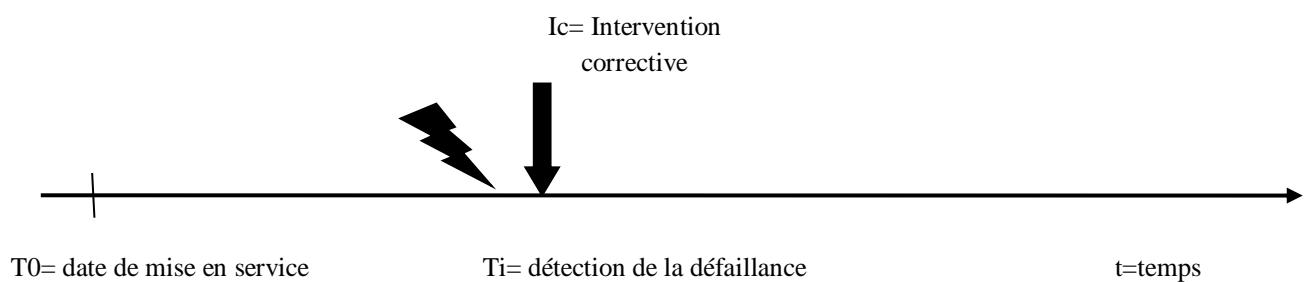 Ic= Intervention
corrective
T0= date de mise en service
Ti= détection de la défaillance
t=temps